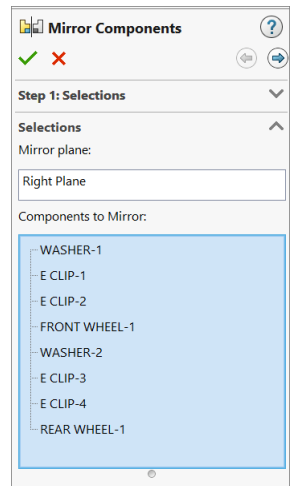 Mirror Components
?
Step 1: Selections
Selections
Mirror plane:
Right Plane
Components to Mirror:
WASHER-1
E CLIP-1
E CLIP-2
FRONT WHEEL-1
WASHER-2
E CLIP-3
E CLIP-4
REAR WHEEL-1